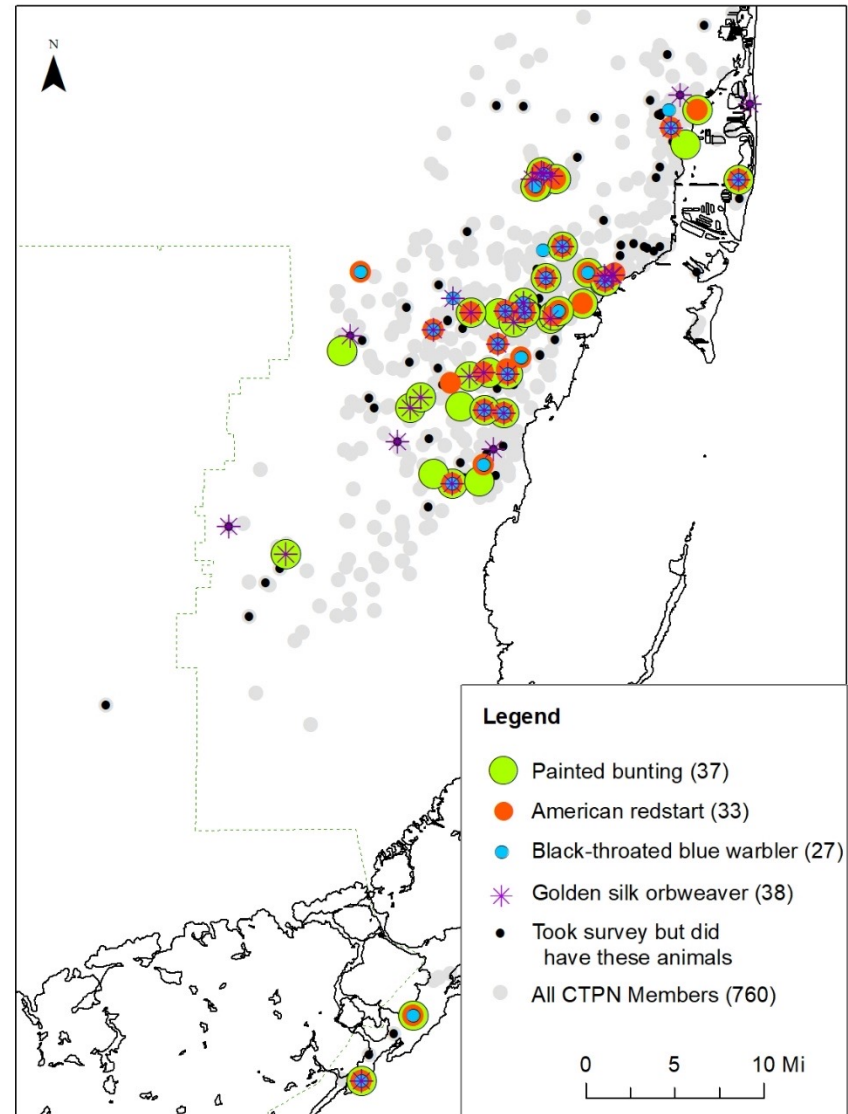 N
Legend
Painted bunting (37)
American redstart (33)
Black-throated blue warbler (27)
Golden silk orbweaver (38)
Took survey but did
have these animals
All CTPN Members (760)
0 5 10 Mi